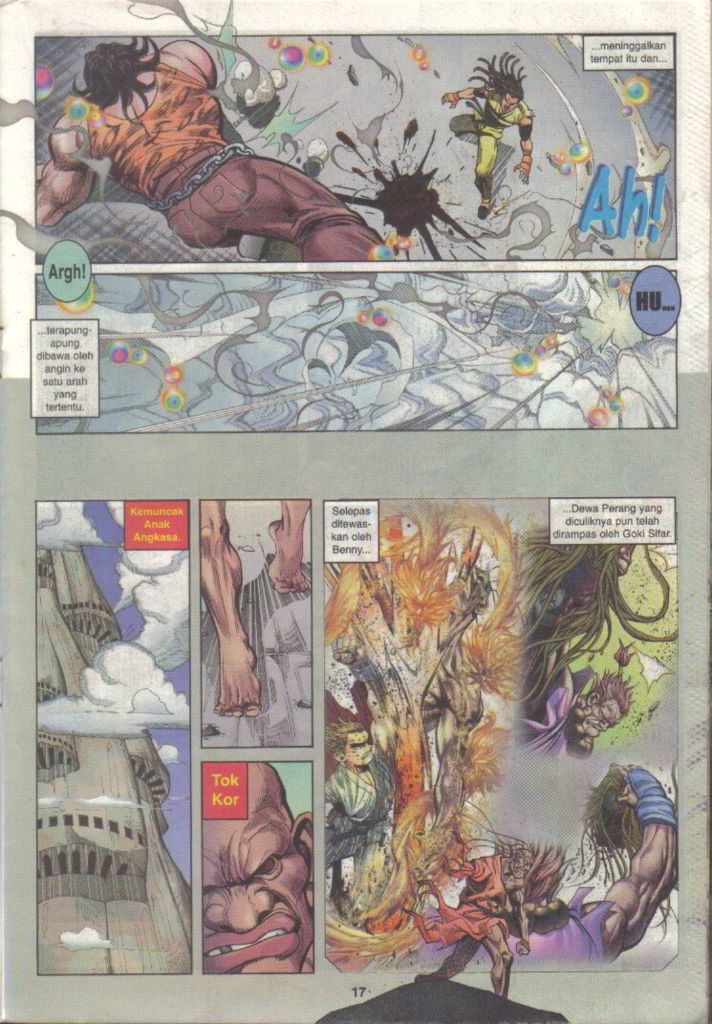 ...meninggalkan
tempat itu dan...
Ah!
Argh!
HU...
...terapung-
apung
dibawa oleh
angin ke
satu arah
yang
tertentu.
Kemuncak
Anak
Angkasa.
Tok
Kor
Selepas
ditewas-
kan oleh
Benny...
...Dewa Perang yang
diculiknya pun telah
dirampas oleh Goki Sifar.
17